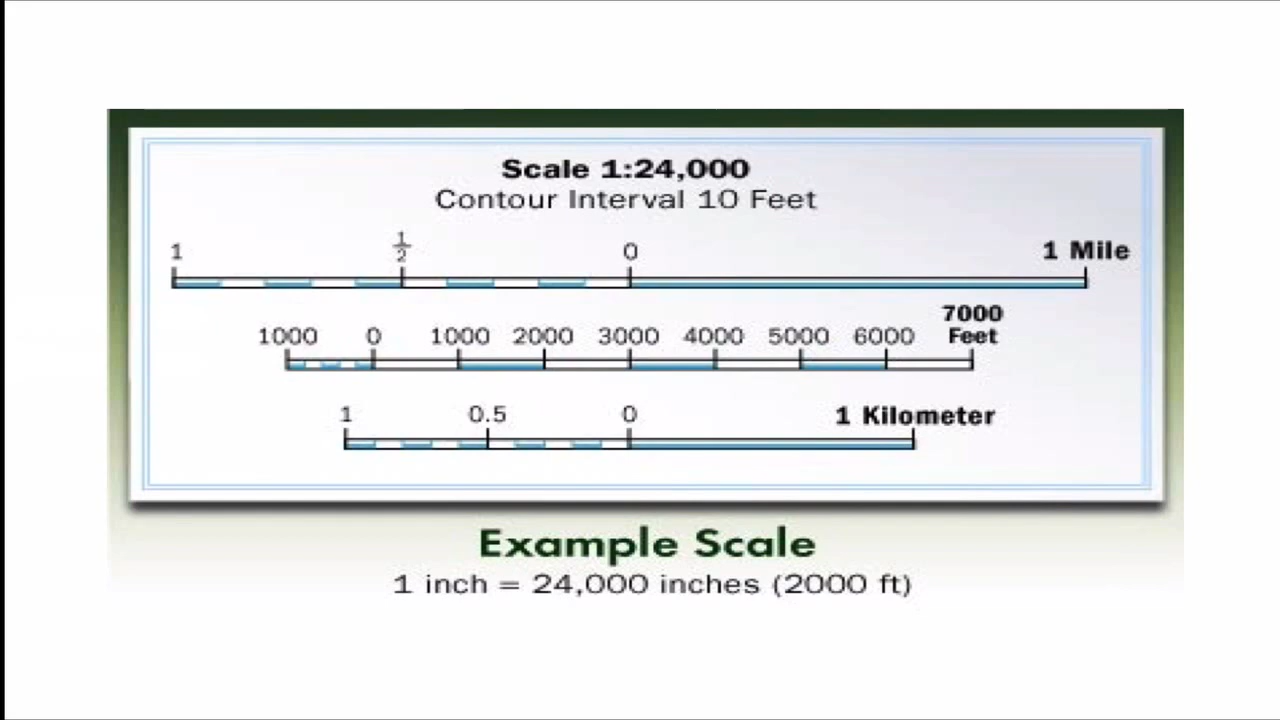 Scale 1:24,000
Contour Interval 10 Feet
1 1/2 0 1 Mile
1000 0 1000 2000 3000 4000 5000 6000 7000 Feet
1 0.5 0 1 Kilometer
Example Scale
1 inch = 24,000 inches (2000 ft)